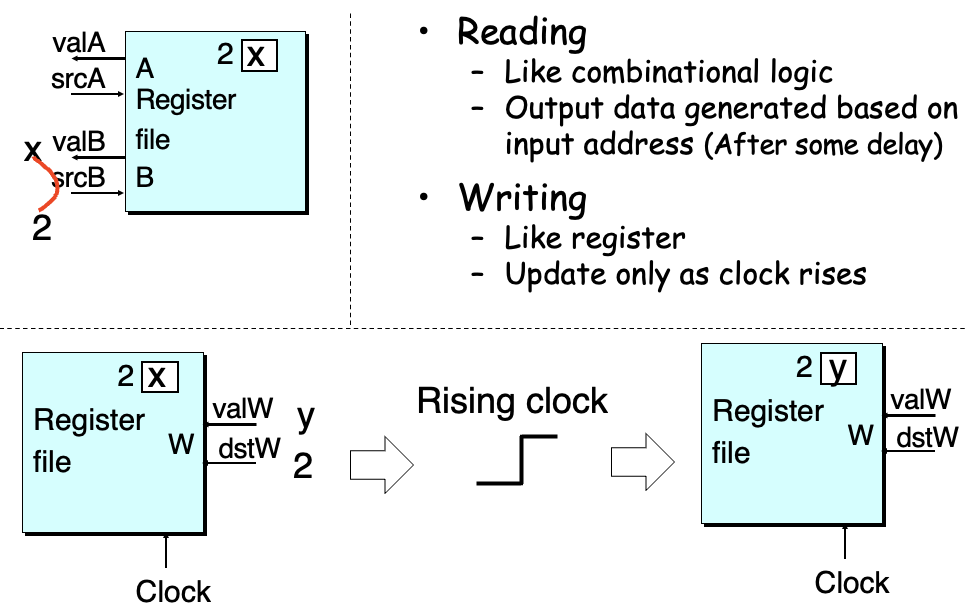 valA
srcA
A
2 x
Register
file
x
valB
srcB
B
2
• Reading
– Like combinational logic
– Output data generated based on
input address (After some delay)
• Writing
– Like register
– Update only as clock rises
2 x
Register
file
W
valW
y
dstW
2
Clock
Rising clock
2 y
Register
file
W
valW
dstW
Clock